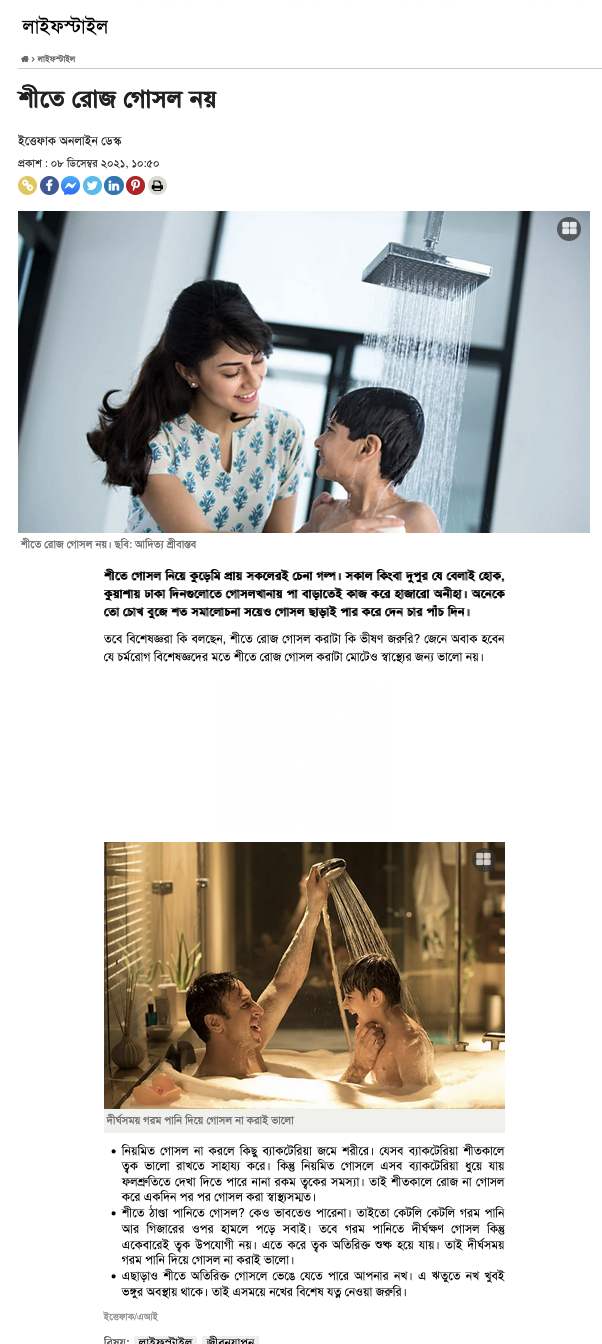 লাইফস্টাইল
› লাইফস্টাইল
শীতে রোজ গোসল নয়
ইত্তেফাক অনলাইন ডেস্ক
প্রকাশ : ০৮ ডিসেম্বর ২০২১, ১০:৫০
শীতে রোজ গোসল নয়। ছবি: আদিত্য শ্রীবাস্তব
শীতে গোসল নিয়ে কুড়েমি প্রায় সকলেরই চেনা গল্প। সকাল কিংবা দুপুর যে বেলাই হোক,
কুয়াশায় ঢাকা দিনগুলোতে গোসলখানায় পা বাড়াতেই কাজ করে হাজারো অনীহা। অনেকে
তো চোখ বুজে শত সমালোচনা সয়েও গোসল ছাড়াই পার করে দেন চার পাঁচ দিন।
তবে বিশেষজ্ঞরা কি বলছেন, শীতে রোজ গোসল করাটা কি ভীষণ জরুরি? জেনে অবাক হবেন
যে চর্মরোগ বিশেষজ্ঞদের মতে শীতে রোজ গোসল করাটা মোটেও স্বাস্থ্যের জন্য ভালো নয়।
দীর্ঘসময় গরম পানি দিয়ে গোসল না করাই ভালো
• নিয়মিত গোসল না করলে কিছু ব্যাকটেরিয়া জমে শরীরে। যেসব ব্যাকটেরিয়া শীতকালে
ত্বক ভালো রাখতে সাহায্য করে। কিন্তু নিয়মিত গোসলে এসব ব্যাকটেরিয়া ধুয়ে যায়
ফলশ্রুতিতে দেখা দিতে পারে নানা রকম ত্বকের সমস্যা। তাই শীতকালে রোজ না গোসল
করে একদিন পর পর গোসল করা স্বাস্থ্যসম্মত।
• শীতে ঠাণ্ডা পানিতে গোসল? কেও ভাবতেও পারেনা। তাইতো কেটলি কেটলি গরম পানি
আর গিজারের ওপর হামলে পড়ে সবাই। তবে গরম পানিতে দীর্ঘক্ষণ গোসল কিন্তু
একেবারেই ত্বক উপযোগী নয়। এতে করে ত্বক অতিরিক্ত শুষ্ক হয়ে যায়। তাই দীর্ঘসময়
গরম পানি দিয়ে গোসল না করাই ভালো।
• এছাড়াও শীতে অতিরিক্ত গোসলে ভেঙে যেতে পারে আপনার নখ। এ ঋতুতে নখ খুবই
ভঙ্গুর অবস্থায় থাকে। তাই এসময়ে নখের বিশেষ যত্ন নেওয়া জরুরি।
ইত্তেফাক/এআই
বিষয়: লাইফস্টাইল জীবনযাপন